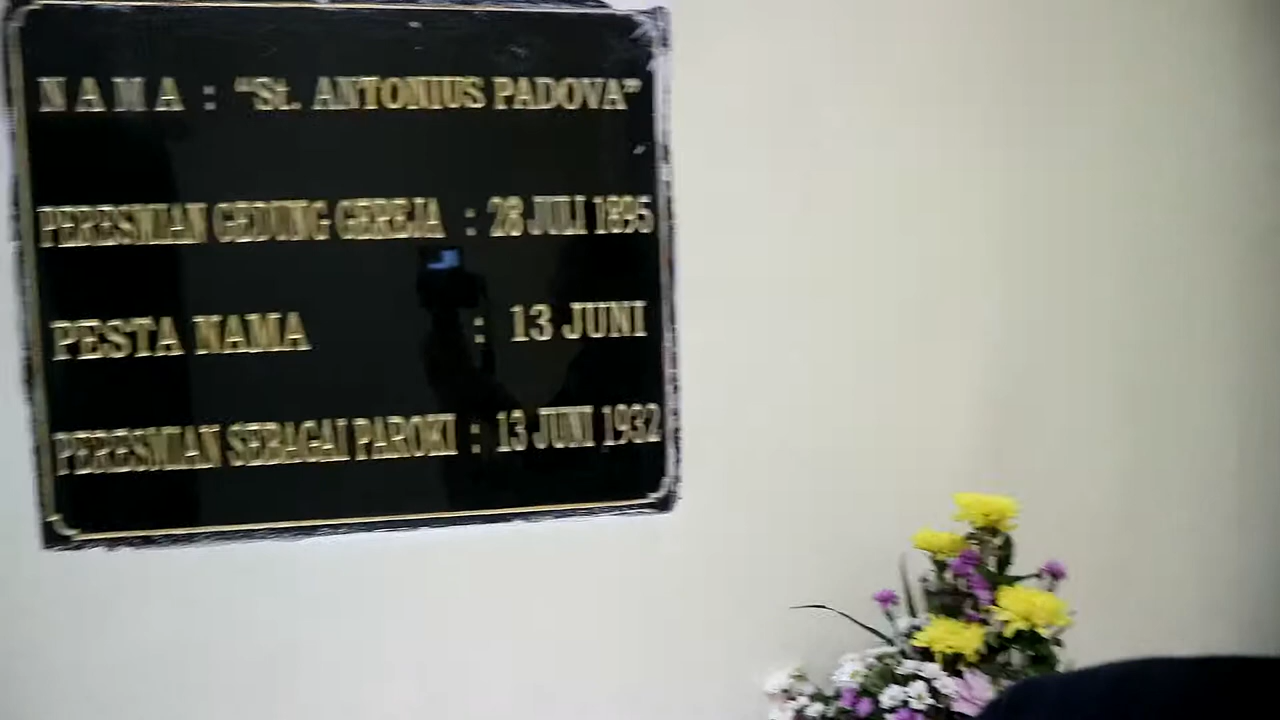 NAMA : "St. ANTONIUS PADOVA"
PERESMIAN GEDUNG GEREJA : 28 JULI 1895
PESTA NAMA : 13 JUNI
PERESMIAN SEBAGAI PAROKI : 13 JUNI 1932